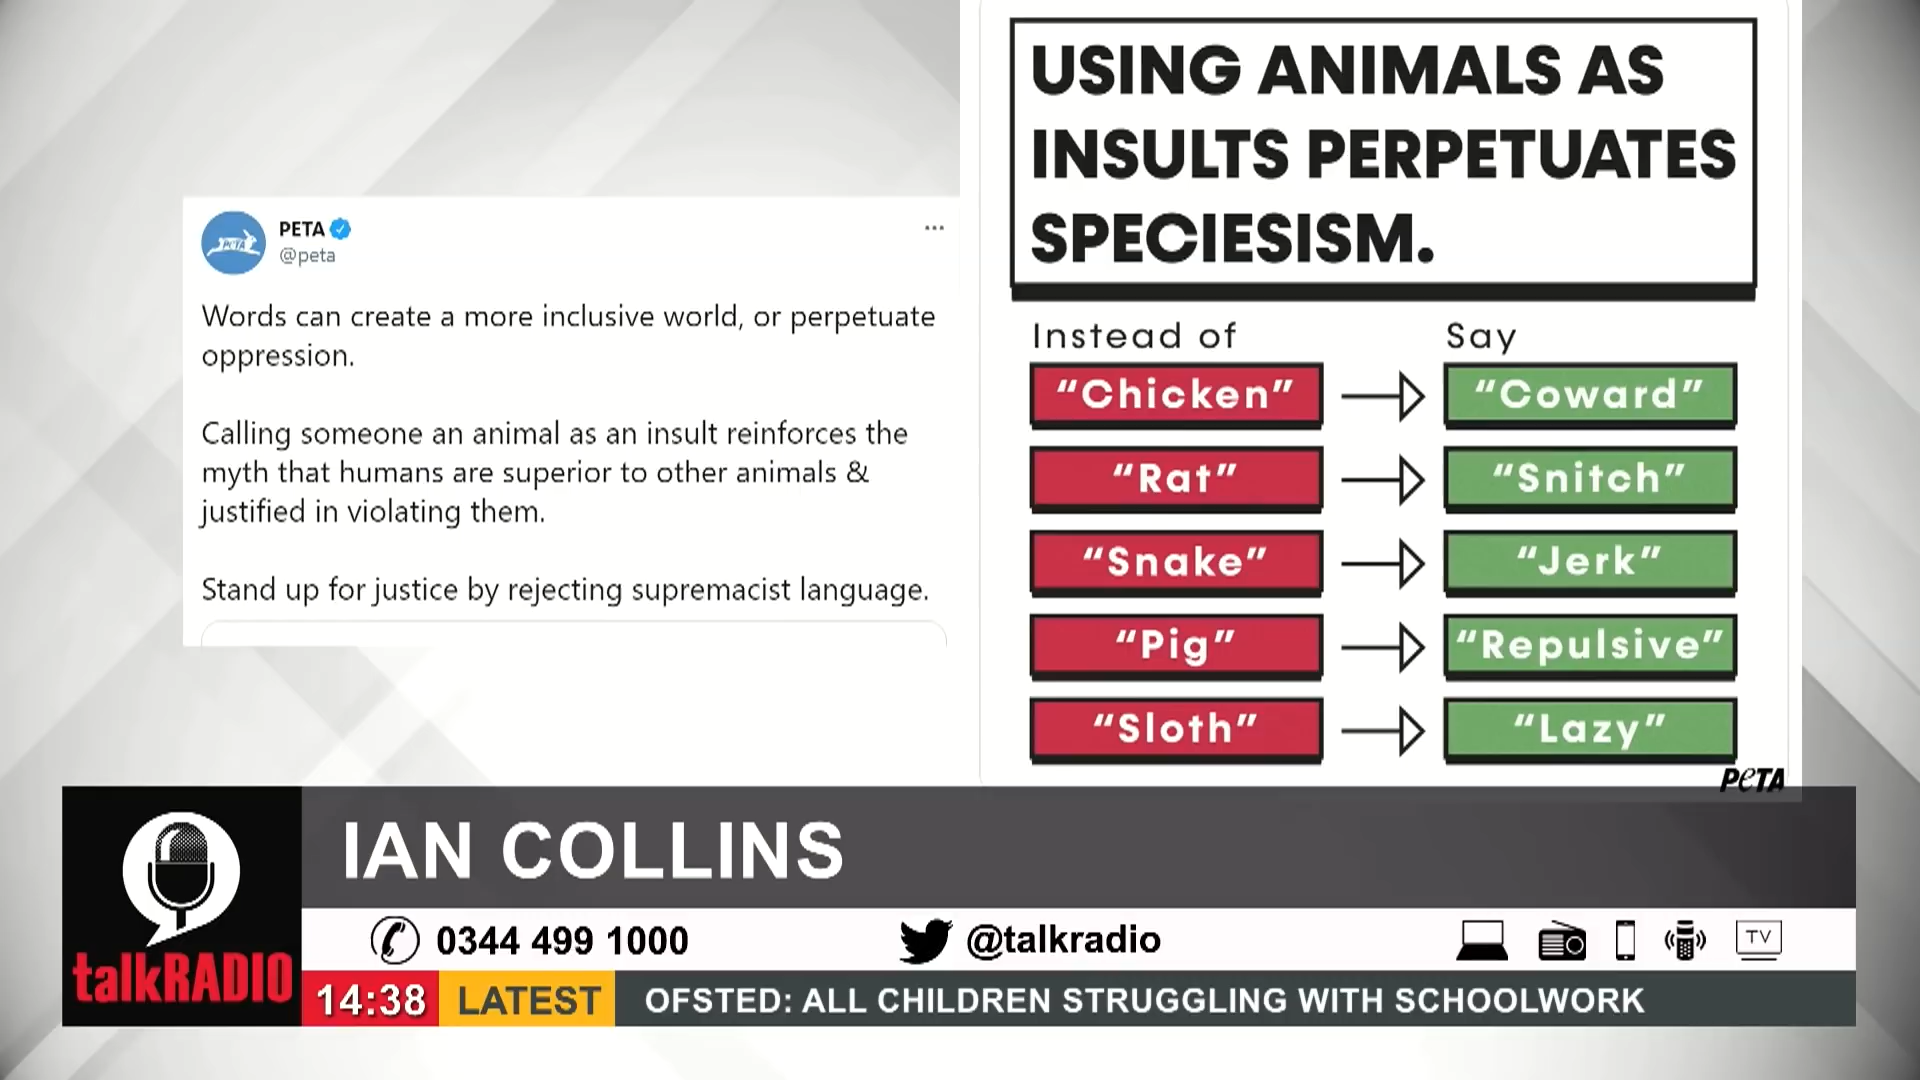 PETA
@peta
Words can create a more inclusive world, or perpetuate
oppression.
Calling someone an animal as an insult reinforces the
myth that humans are superior to other animals &
justified in violating them.
Stand up for justice by rejecting supremacist language.
USING ANIMALS AS
INSULTS PERPETUATES
SPECIESISM.
Instead of Say
"Chicken" "Coward"
"Rat" "Snitch"
"Snake" "Jerk"
"Pig" "Repulsive"
"Sloth" "Lazy"
PeTA
IAN COLLINS
0344 499 1000 @talkradio TV
talkRADIO
14:38 LATEST OFSTED: ALL CHILDREN STRUGGLING WITH SCHOOLWORK